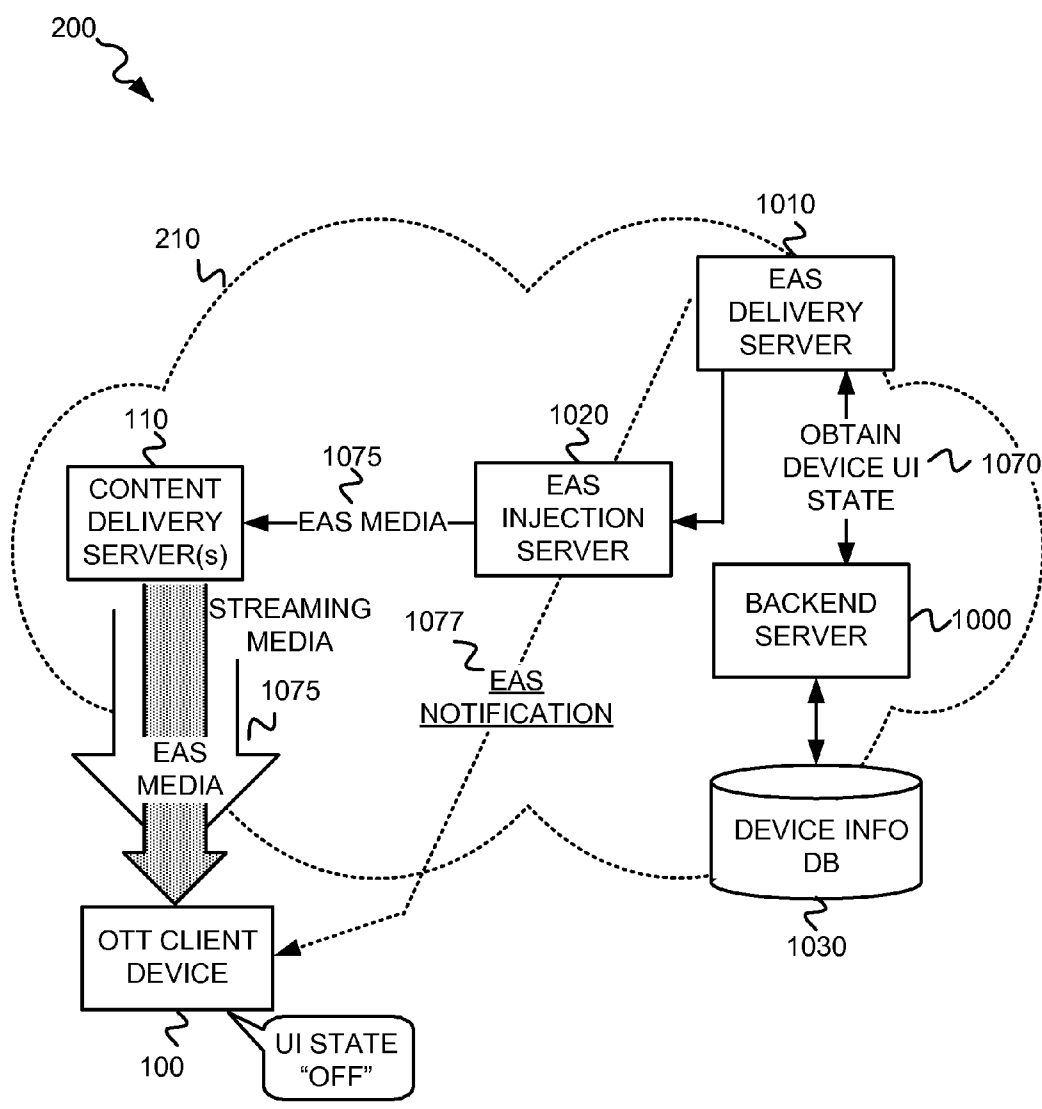 200
1010
210
EAS
DELIVERY
SERVER
110
1020
1075
OBTAIN
DEVICE UI
STATE
1070
CONTENT
DELIVERY
SERVER(s)
EAS MEDIA
EAS
INJECTION
SERVER
STREAMING
MEDIA
1077
BACKEND
SERVER
1000
1075
EAS
NOTIFICATION
EAS
MEDIA
DEVICE INFO
DB
OTT CLIENT
DEVICE
1030
100
UI STATE
“OFF”